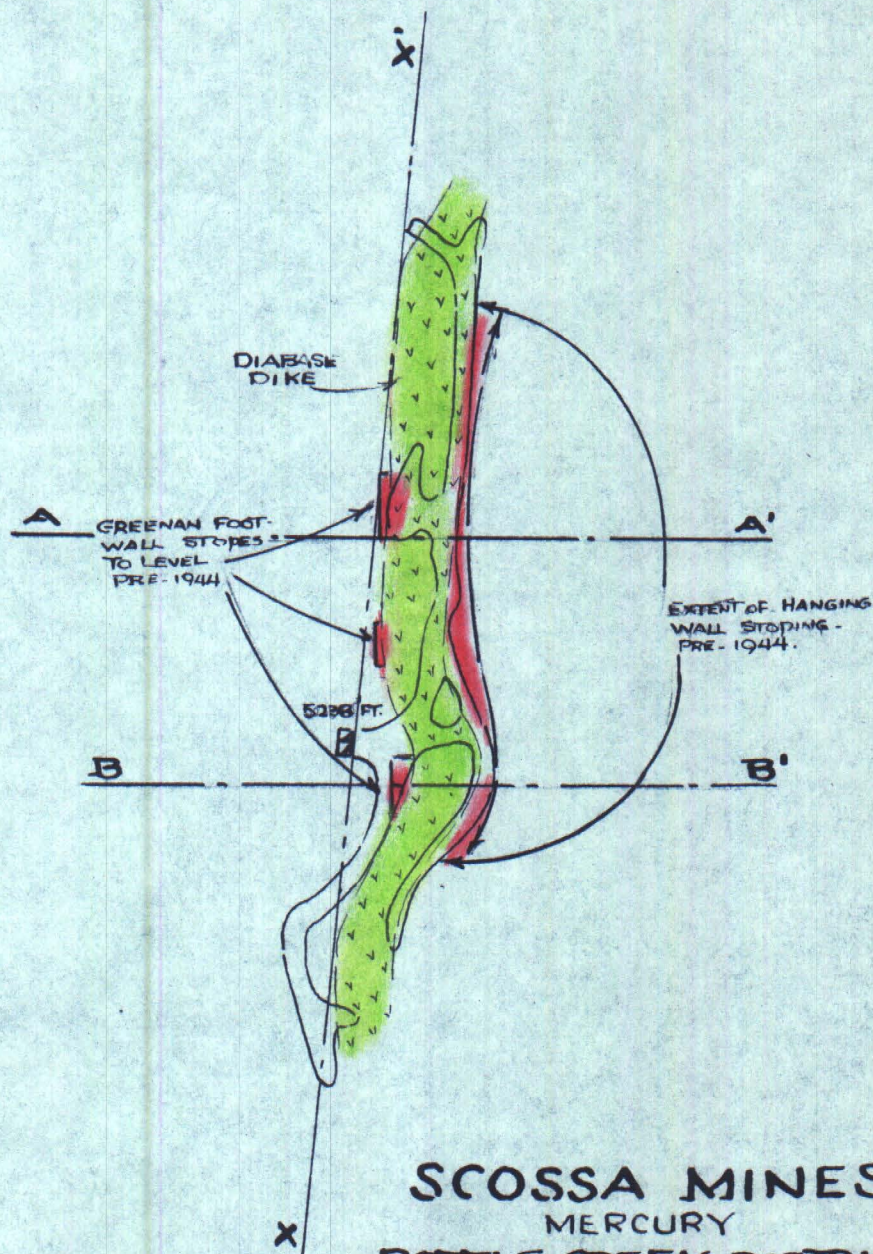 X'
DIABASE
DIKE
A
A'
GREENAN FOOT-
WALL STOPES-
TO LEVEL
PRE-1944
EXTENT OF HANGING
WALL STOPING-
PRE-1944.
FT.
B
B'
SCOSSA MINES
MERCURY
X